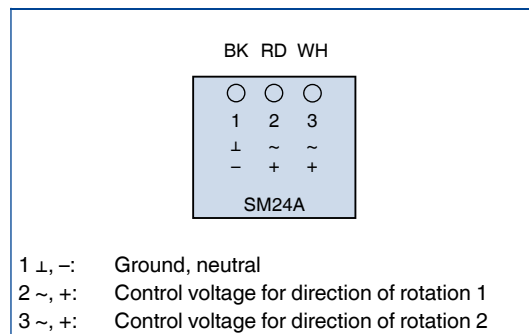 BK RD WH
1 2 3
⊥ ~ ~
– + +
SM24A
1 ⊥, –: Ground, neutral
2 ~, +: Control voltage for direction of rotation 1
3 ~, +: Control voltage for direction of rotation 2